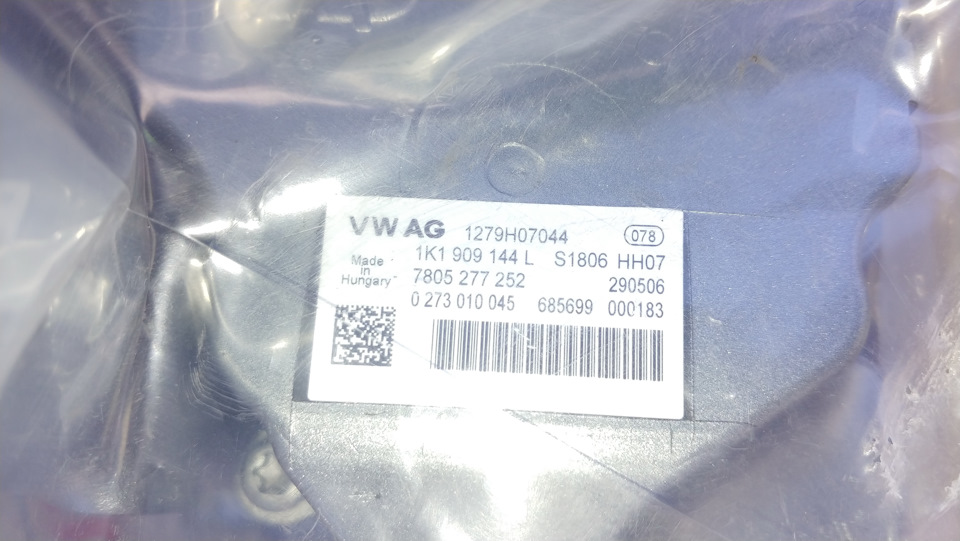 VW AG 1279H07044 078
1K1 909 144 L S1806 HH07
Made in Hungary
7805 277 252 290506
0 273 010 045 685699 000183